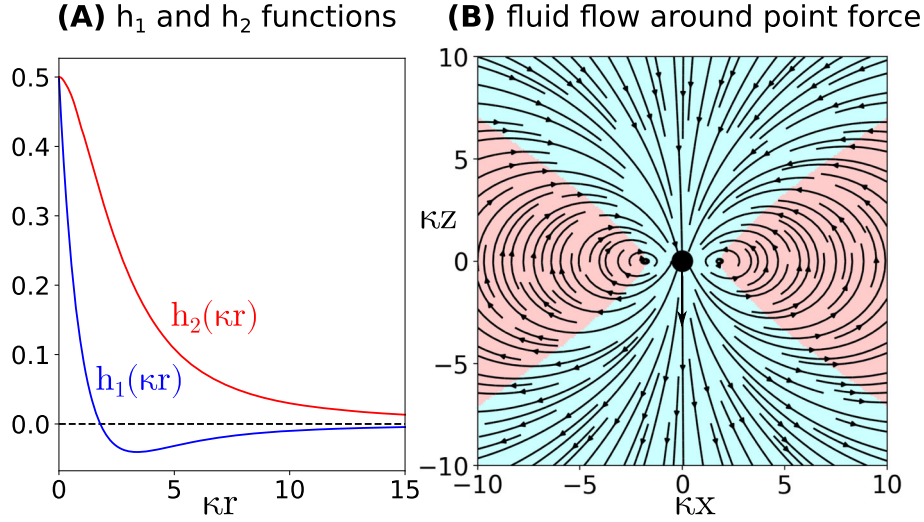 (A) h₁ and h₂ functions
0.5
0.4
0.3
0.2
0.1
0.0
h₂(κr)
h₁(κr)
0
5
10
15
κr
(B) fluid flow around point force
10
5
0
−5
−10
κz
−10
−5
0
5
10
κx